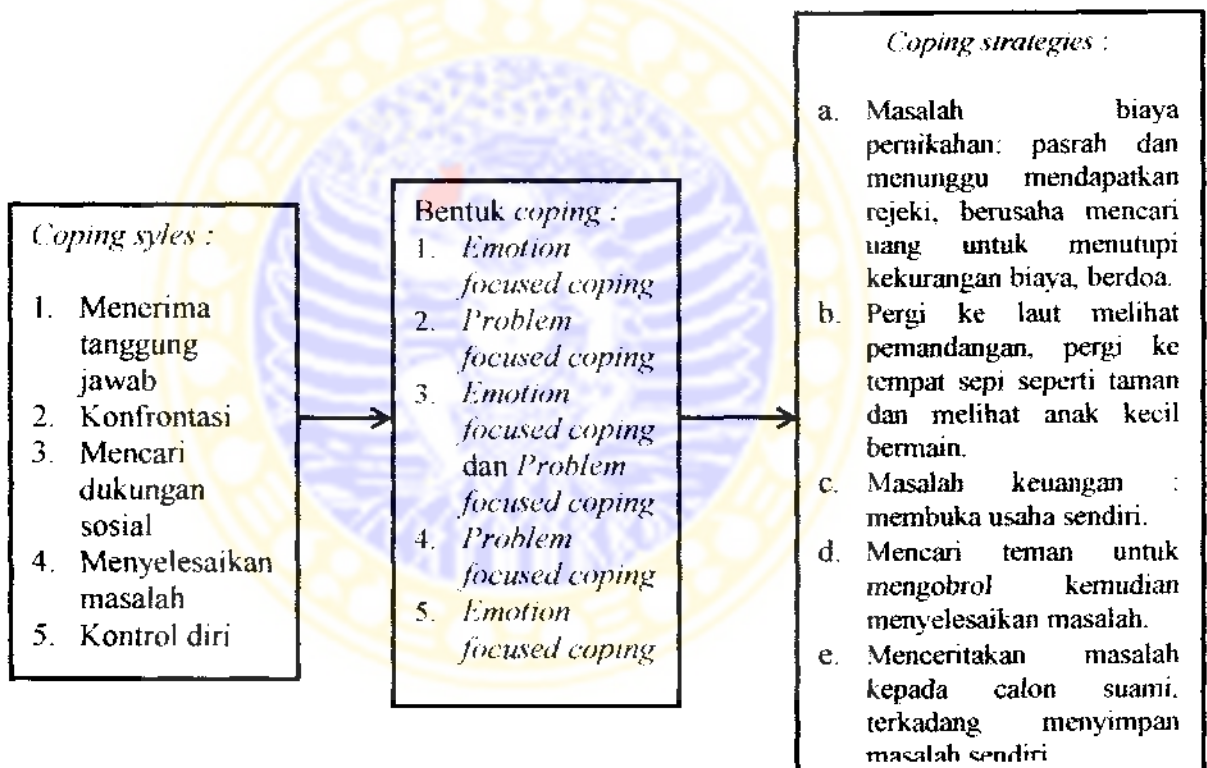 Coping syles :
1. Menerima
tanggung
jawab
2. Konfrontasi
3. Mencari
dukungan
sosial
4. Menyelesaikan
masalah
5. Kontrol diri
Bentuk coping :
1. Emotion
focused coping
2. Problem
focused coping
3. Emotion
focused coping
dan Problem
focused coping
4. Problem
focused coping
5. Emotion
focused coping
Coping strategies :
a. Masalah biaya
pernikahan: pasrah dan
menunggu mendapatkan
rejeki, berusaha mencari
uang untuk menutupi
kekurangan biaya, berdoa.
b. Pergi ke laut melihat
pemandangan, pergi ke
tempat sepi seperti taman
dan melihat anak kecil
bermain.
c. Masalah keuangan :
membuka usaha sendiri.
d. Mencari teman untuk
mengobrol kemudian
menyelesaikan masalah.
e. Menceritakan masalah
kepada calon suami,
terkadang menyimpan
masalah sendiri